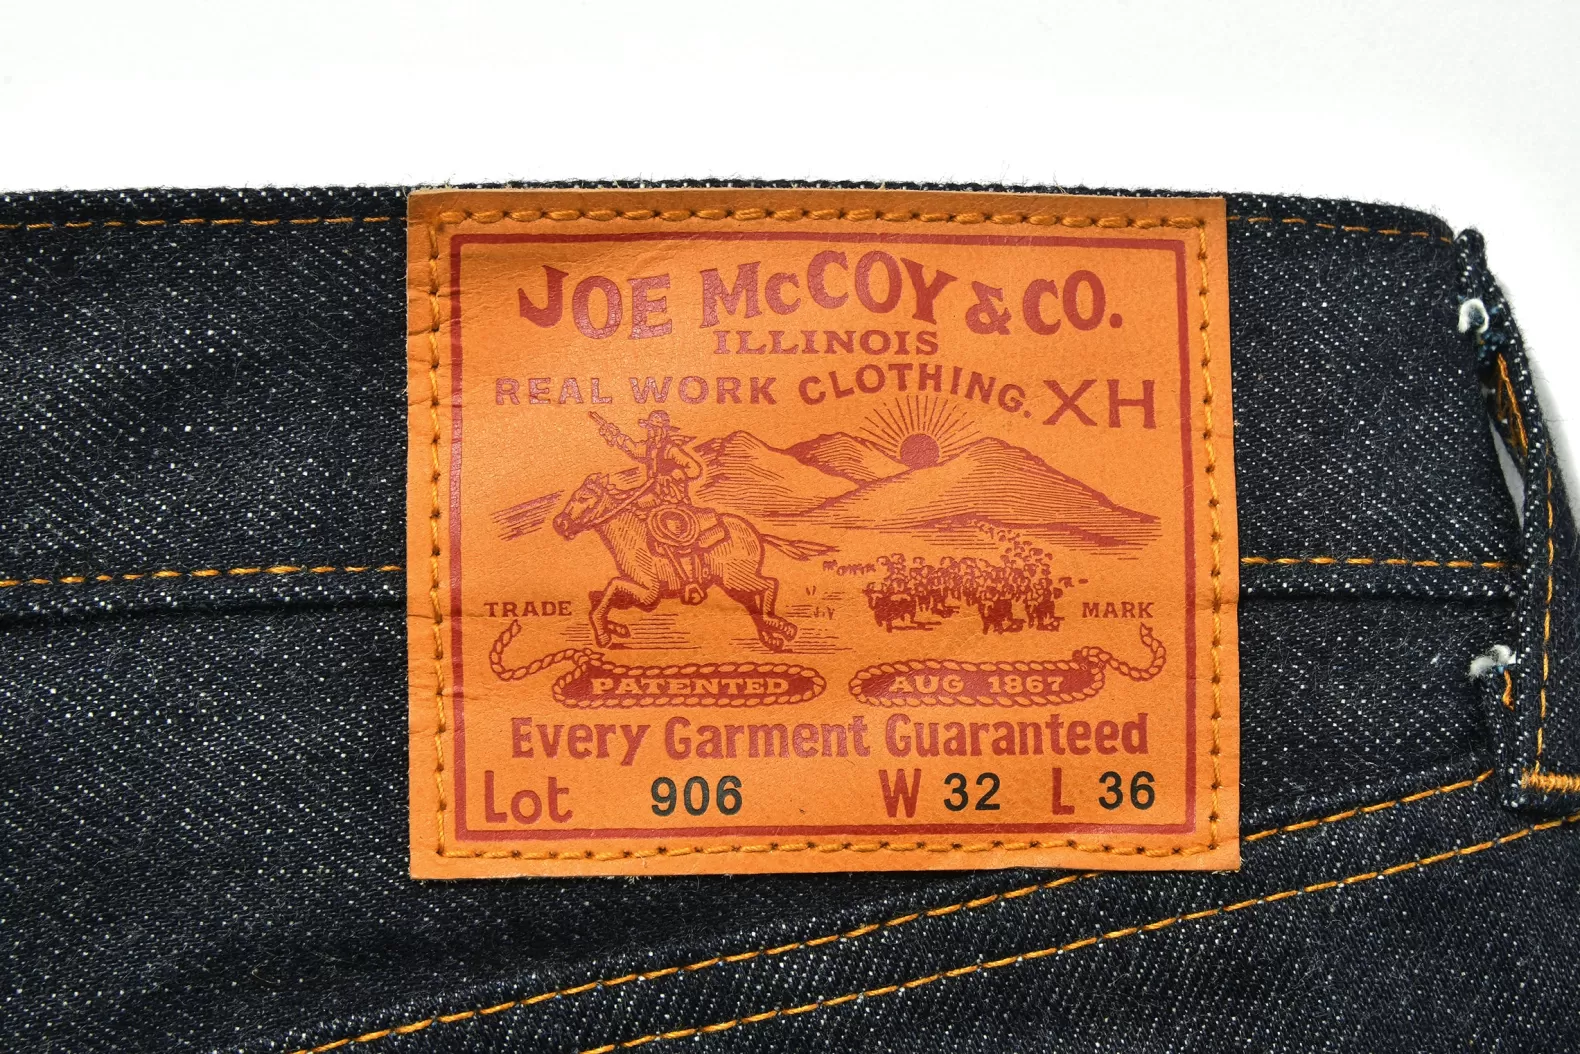 JOE McCOY & CO.
ILLINOIS
REAL WORK CLOTHING. XH
TRADE MARK
PATENTED AUG 1867
Every Garment Guaranteed
Lot 906 W 32 L 36